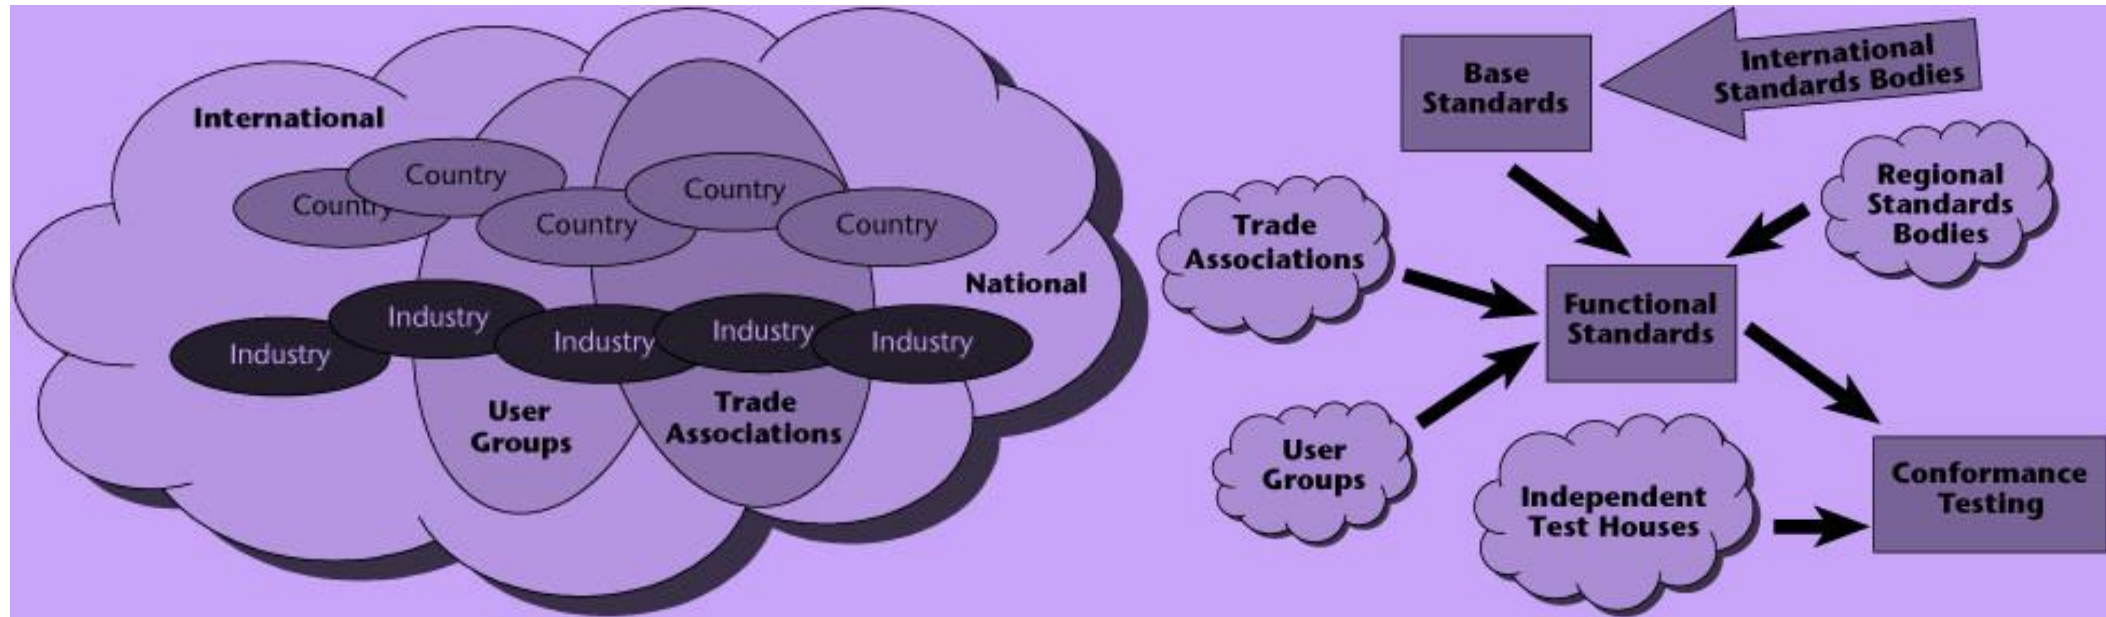 International
Country
Country
Country
Country
Country
National
Industry
Industry
Industry
Industry
Industry
User
Groups
Trade
Associations
Base
Standards
International
Standards Bodies
Regional
Standards
Bodies
Trade
Associations
Functional
Standards
User
Groups
Independent
Test Houses
Conformance
Testing